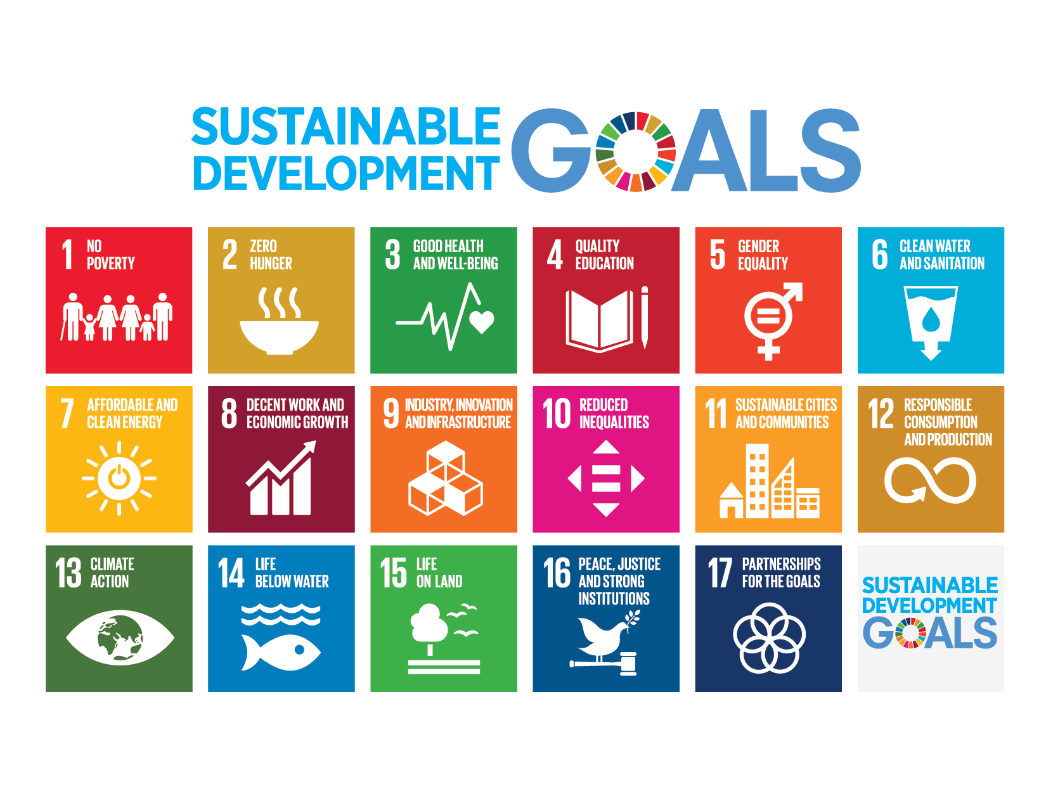 SUSTAINABLE
DEVELOPMENT
GOALS
1 NO
POVERTY
2 ZERO
HUNGER
3 GOOD HEALTH
AND WELL-BEING
4 QUALITY
EDUCATION
5 GENDER
EQUALITY
6 CLEAN WATER
AND SANITATION
7 AFFORDABLE AND
CLEAN ENERGY
8 DECENT WORK AND
ECONOMIC GROWTH
9 INDUSTRY, INNOVATION
AND INFRASTRUCTURE
10 REDUCED
INEQUALITIES
11 SUSTAINABLE CITIES
AND COMMUNITIES
12 RESPONSIBLE
CONSUMPTION
AND PRODUCTION
13 CLIMATE
ACTION
14 LIFE
BELOW WATER
15 LIFE
ON LAND
16 PEACE, JUSTICE
AND STRONG
INSTITUTIONS
17 PARTNERSHIPS
FOR THE GOALS
SUSTAINABLE
DEVELOPMENT
GOALS